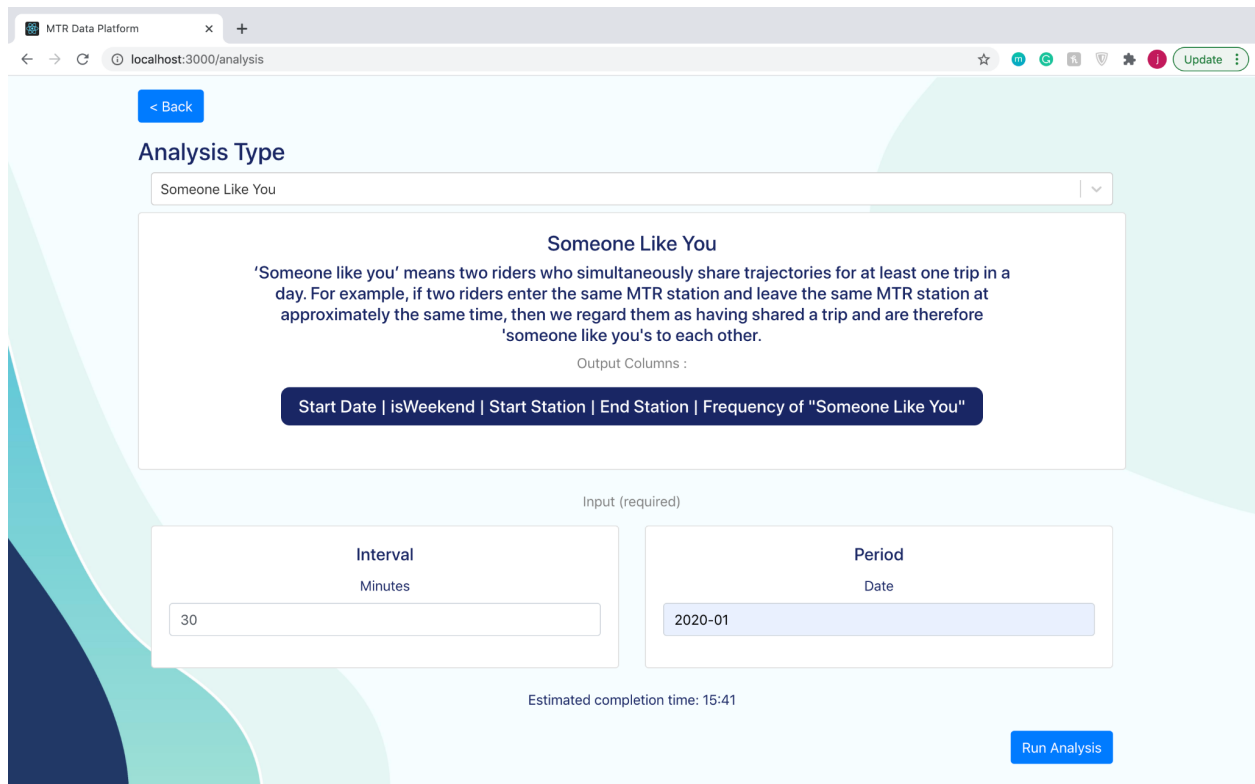 MTR Data Platform
localhost:3000/analysis
Update
< Back
Analysis Type
Someone Like You
Someone Like You
‘Someone like you’ means two riders who simultaneously share trajectories for at least one trip in a
day. For example, if two riders enter the same MTR station and leave the same MTR station at
approximately the same time, then we regard them as having shared a trip and are therefore
'someone like you's to each other.
Output Columns :
Start Date | isWeekend | Start Station | End Station | Frequency of "Someone Like You"
Input (required)
Interval
Minutes
30
Period
Date
2020-01
Estimated completion time: 15:41
Run Analysis